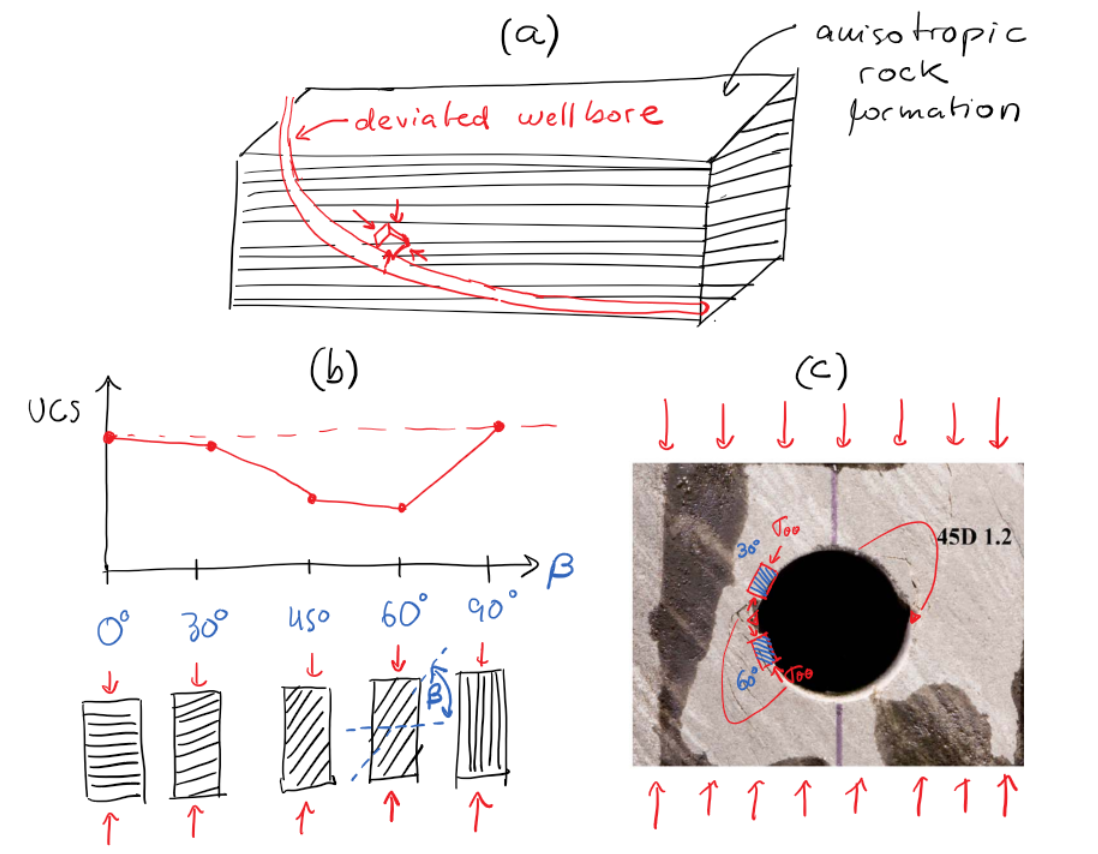 (a)
anisotropic
rock
formation
deviated wellbore
(b)
UCS
β
0° 30° 45° 60° 90°
β
(c)
45D 1.2
30° σθθ
60° σθθ